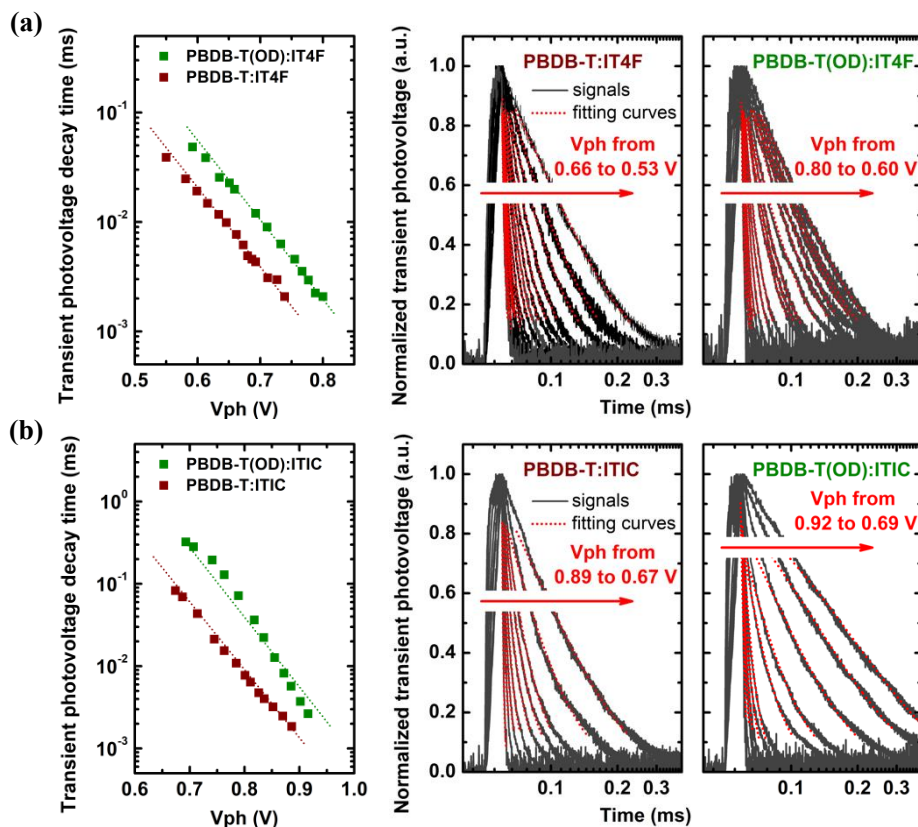 (a)
Transient photovoltage decay time (ms)
PBDB-T(OD):IT4F
PBDB-T:IT4F
10⁻¹
10⁻²
10⁻³
0.5 0.6 0.7 0.8
Vph (V)
Normalized transient photovoltage (a.u.)
1.0
0.8
0.6
0.4
0.2
0.0
PBDB-T:IT4F
signals
fitting curves
Vph from
0.66 to 0.53 V
0.1 0.2 0.3
PBDB-T(OD):IT4F
Vph from
0.80 to 0.60 V
0.1 0.2 0.3
Time (ms)
(b)
Transient photovoltage decay time (ms)
PBDB-T(OD):ITIC
PBDB-T:ITIC
10⁰
10⁻¹
10⁻²
10⁻³
0.6 0.7 0.8 0.9 1.0
Vph (V)
Normalized transient photovoltage (a.u.)
1.0
0.8
0.6
0.4
0.2
0.0
PBDB-T:ITIC
signals
fitting curves
Vph from
0.89 to 0.67 V
0.1 0.2 0.3
PBDB-T(OD):ITIC
Vph from
0.92 to 0.69 V
0.1 0.2 0.3
Time (ms)